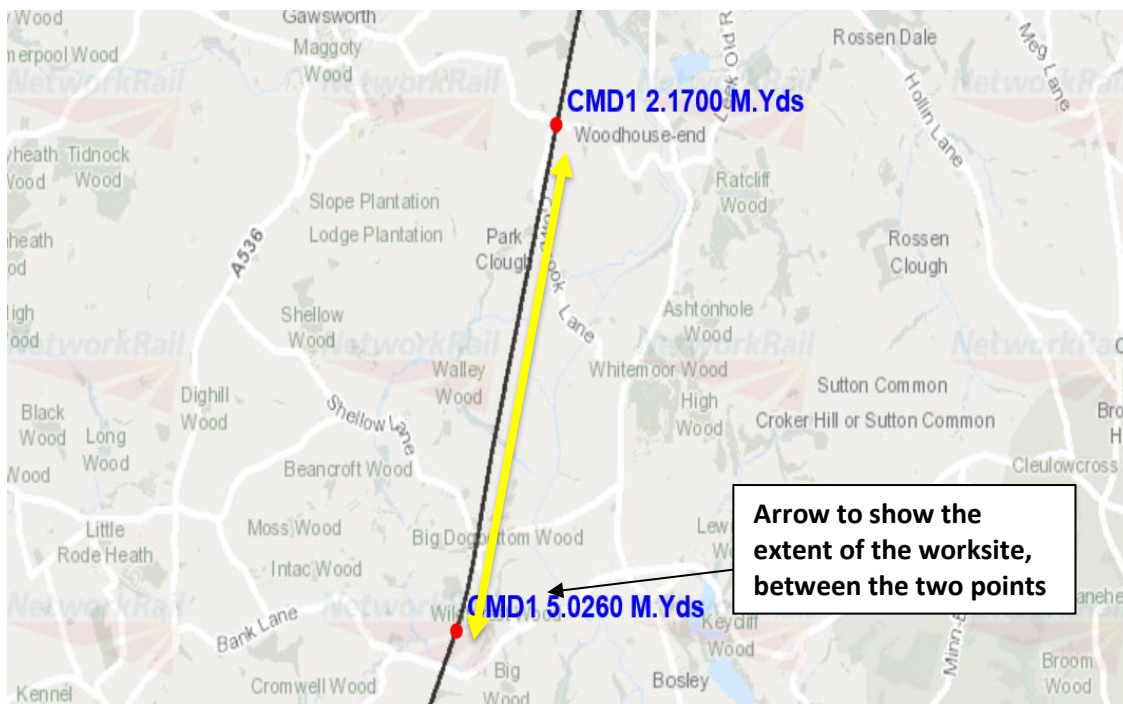 Wood
Gawsworth
Maggoty
Wood
Rossen Dale
Meg Lane
Wood
NetworkRail
CMD1 2.1700 M.Yds
Woodhouse-end
Hollin Lane
Tidnock
Wood
Wood
Slope Plantation
Lodge Plantation
Park
Clough
Ratcliff
Wood
Rossen
Clough
A536
Lane
Shellow
Wood
Ashtonhole
Wood
NetworkRail
NetworkRail
Walley
Wood
Whitemoor Wood
Dighill
Wood
High
Wood
Sutton Common
Croker Hill or Sutton Common
Black
Wood
Long
Wood
Shellow Lane
Beancroft Wood
Wood
Cleulowcross
Little
Rode Heath
Moss Wood
Big Dogbottom Wood
Intac Wood
Arrow to show the
extent of the worksite,
between the two points
CMD1 5.0260 M.Yds
Bank Lane
Keycliff
Wood
Big
Wood
Bosley
Cromwell Wood
Kennel
Broom
Wood